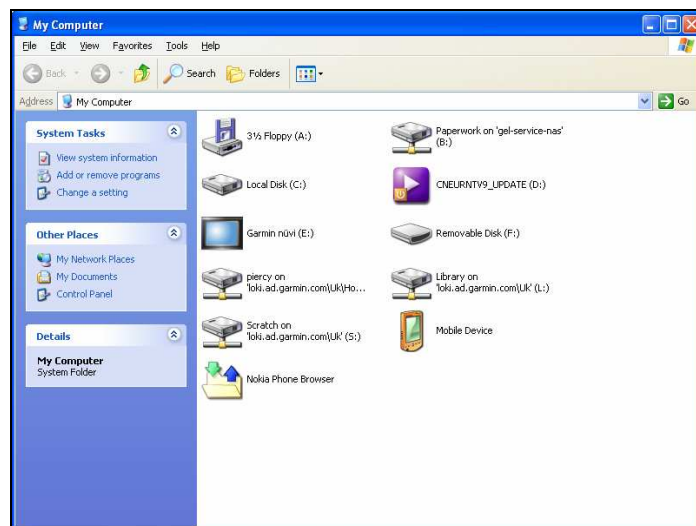 My Computer
File Edit View Favorites Tools Help
Back Search Folders
Address My Computer Go
System Tasks
View system information
Add or remove programs
Change a setting
Other Places
My Network Places
My Documents
Control Panel
Details
My Computer
System Folder
3½ Floppy (A:)
Paperwork on 'gel-service-nas'
(B:)
Local Disk (C:)
CNEURNTV9_UPDATE (D:)
Garmin nüvi (E:)
Removable Disk (F:)
piercy on
'loki.ad.garmin.com\Uk\Ho...
Library on
'loki.ad.garmin.com\Uk' (L:)
Scratch on
'loki.ad.garmin.com\Uk' (S:)
Mobile Device
Nokia Phone Browser